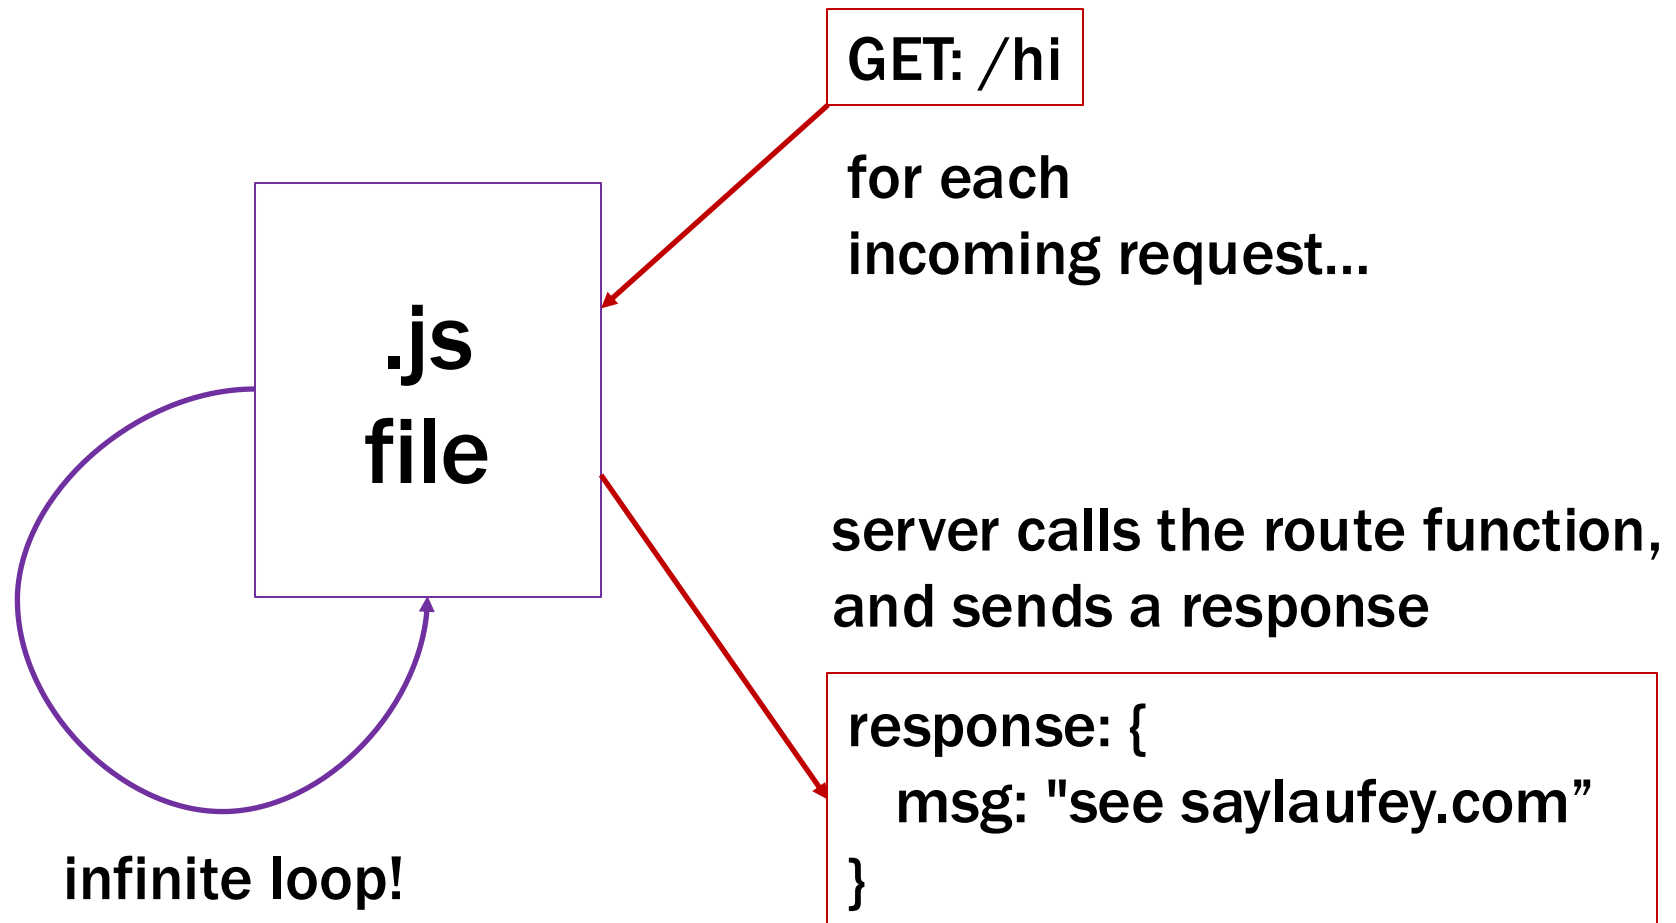 GET: /hi
for each
incoming request...
.js
file
server calls the route function,
and sends a response
response: {
msg: "see saylaufey.com”
}
infinite loop!